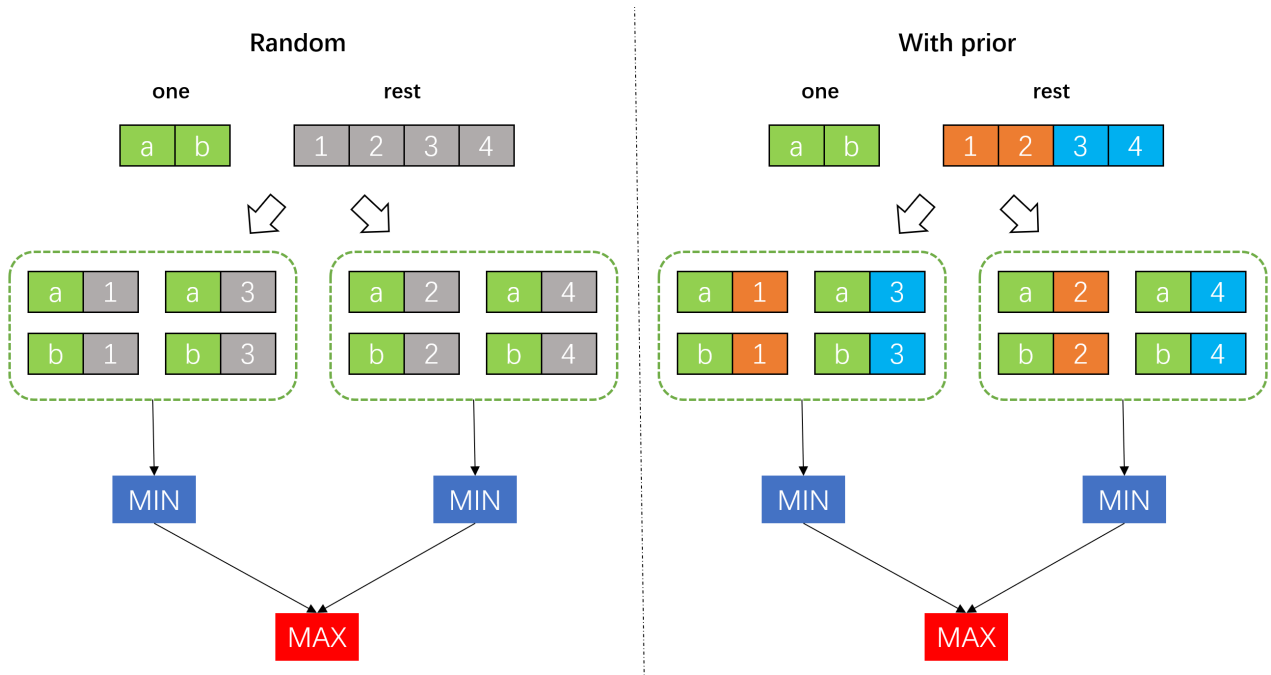 Random
one rest
a b 1 2 3 4
a 1 a 3 a 2 a 4
b 1 b 3 b 2 b 4
MIN MIN
MAX
With prior
one rest
a b 1 2 3 4
a 1 a 3 a 2 a 4
b 1 b 3 b 2 b 4
MIN MIN
MAX